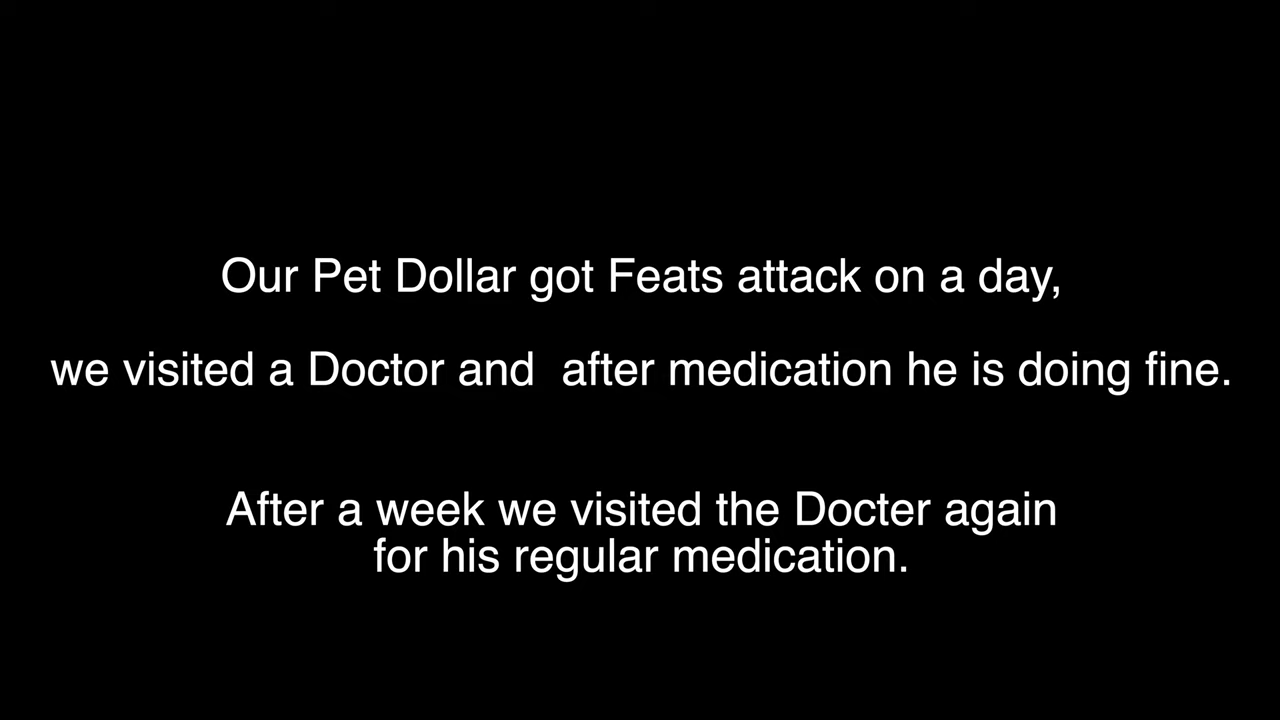 Our Pet Dollar got Feats attack on a day,
we visited a Doctor and  after medication he is doing fine.
After a week we visited the Docter again
for his regular medication.